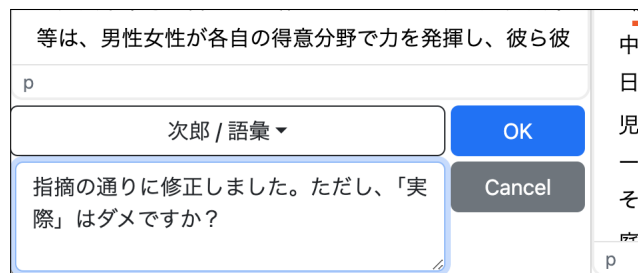 等は、男性女性が各自の得意分野で力を発揮し、彼ら彼
p
次郎 / 語彙
OK
指摘の通りに修正しました。ただし、「実
際」はダメですか？
Cancel
中
日
児
一
そ
p